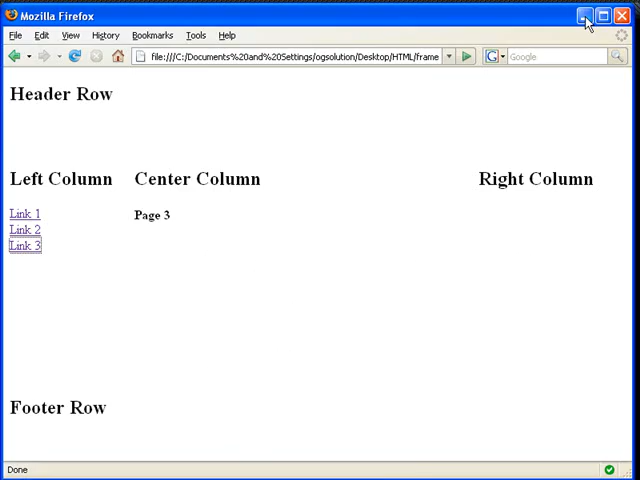 Mozilla Firefox
File Edit View History Bookmarks Tools Help
file:///C:/Documents%20and%20Settings/ogsolution/Desktop/HTML/frame
G Google
Header Row
Left Column Center Column Right Column
Link 1 Page 3
Link 2
Link 3
Footer Row
Done